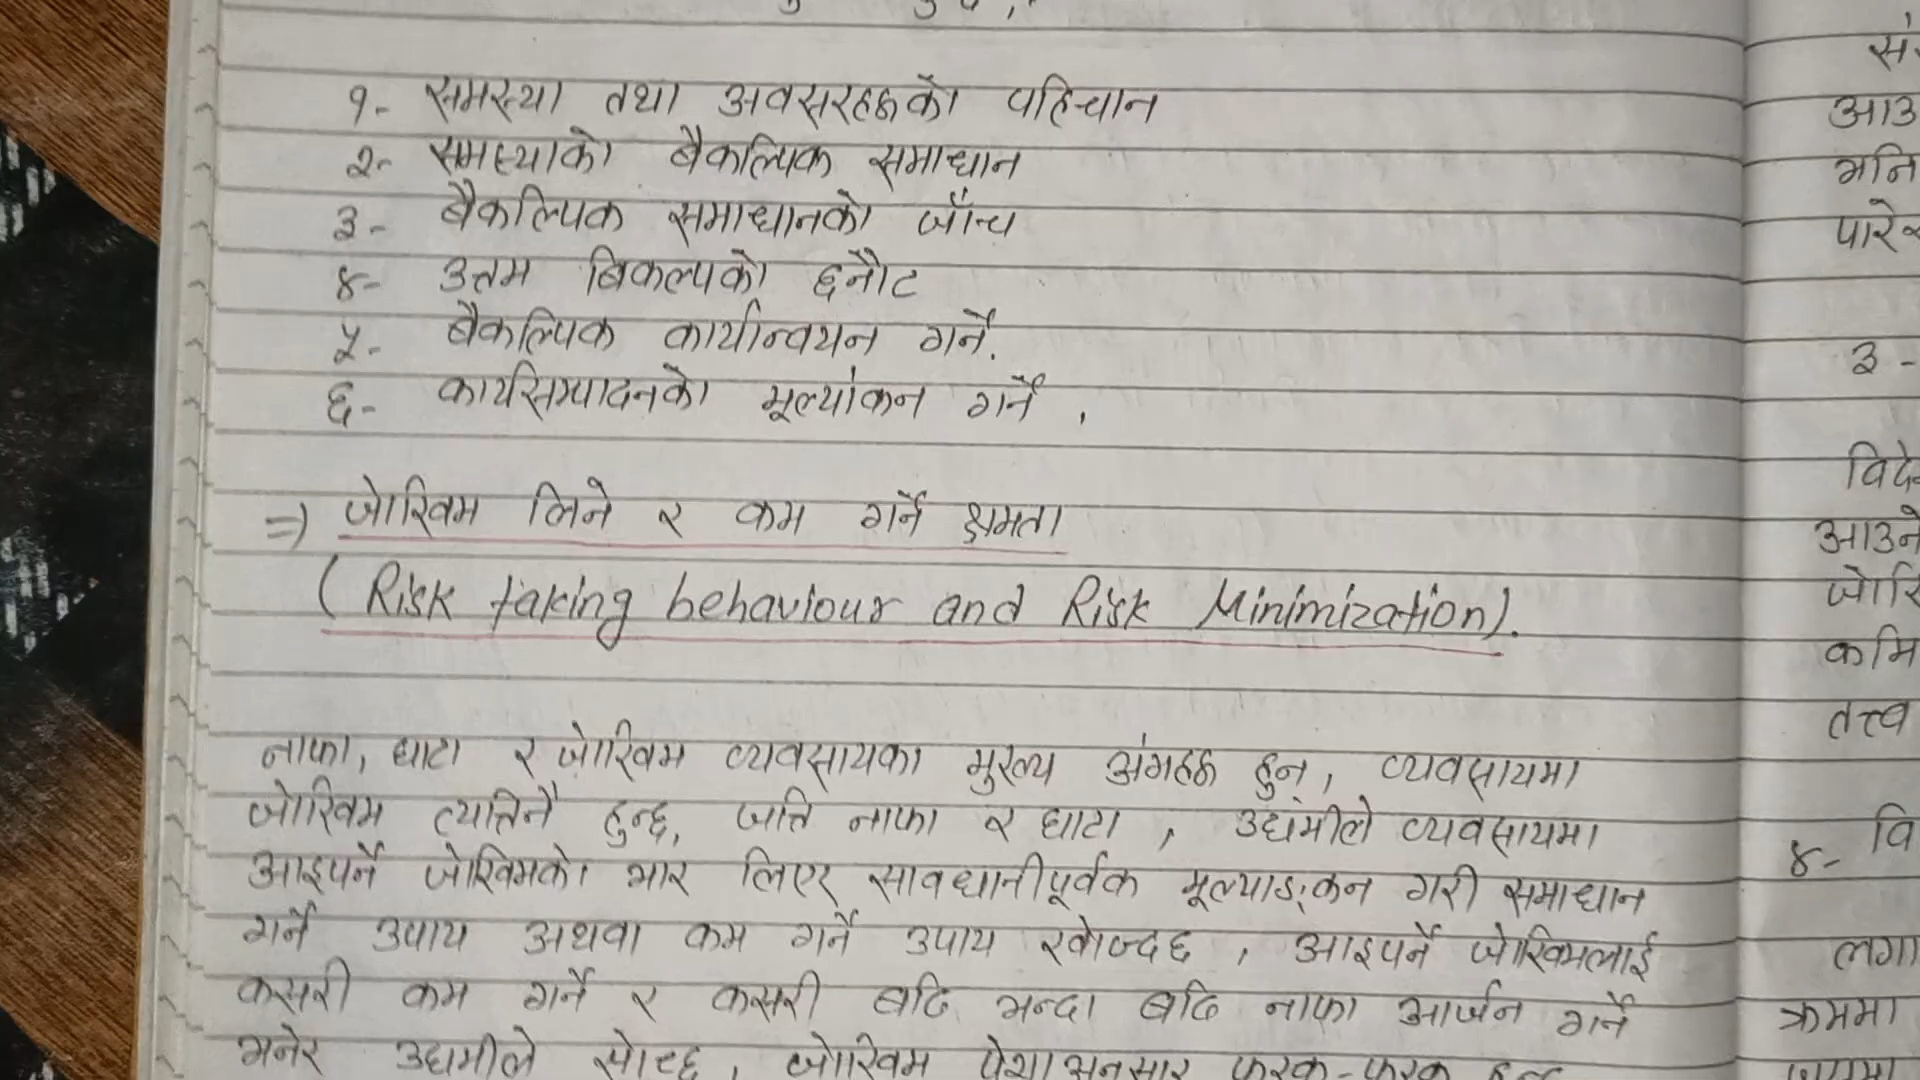 १- समस्या तथा अवसरहरूको पहिचान
२- समस्याको बैकल्पिक समाधान
३- बैकल्पिक समाधानको जाँच
४- उत्तम बिकल्पको छनौट
५- बैकल्पिक कार्यान्वयन गर्ने.
६- कार्यसम्पादनको मूल्यांकन गर्ने ,
=) जोखिम लिने र कम गर्ने क्षमता
(Risk taking behaviour and Risk Minimization).
नाफा, घाटा र जोखिम व्यवसायका मुख्य अंगहरू हुन् , व्यवसायमा
जोखिम त्यत्तिनै हुन्छ, जति नाफा र घाटा , उद्यमीले व्यवसायमा
आइपर्ने जोखिमको भार लिएर सावधानीपूर्वक मूल्याङ्कन गरी समाधान
गर्ने उपाय अथवा कम गर्ने उपाय खोज्दछ , आइपर्ने जोखिमलाई
कसरी कम गर्ने र कसरी बढि भन्दा बढि नाफा आर्जन गर्ने
भनेर उद्यमीले सोच्छ , जोखिम पेशा अनुसार फरक-फरक
आउ
भनि
पारे
३-
विदे
आउने
जोि
कमि
तत्त्व
४- वि
लगा
क्रममा